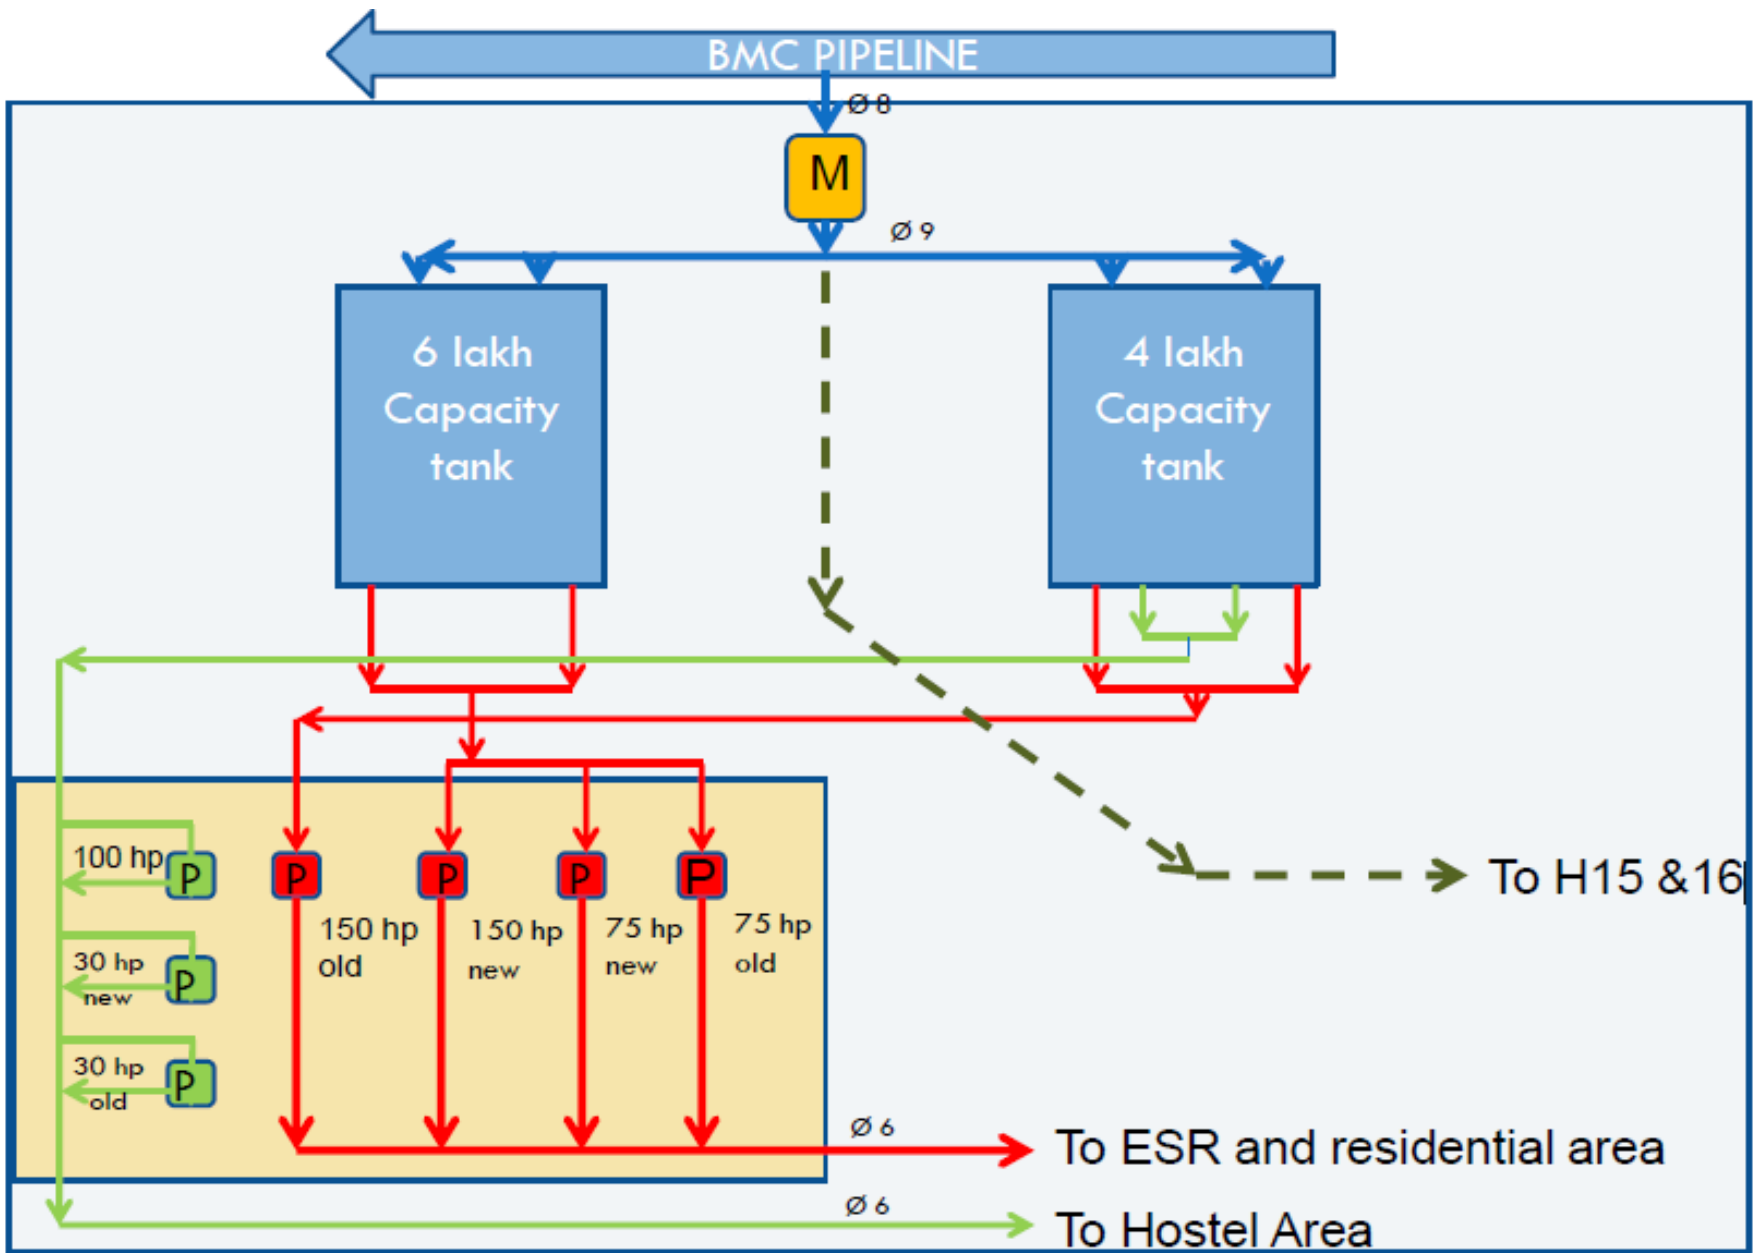 BMC PIPELINE
Ø 8
M
Ø 9
6 lakh
Capacity
tank
4 lakh
Capacity
tank
To H15 &16
100 hp
P
P
P
P
P
150 hp
old
150 hp
new
75 hp
new
75 hp
old
30 hp
new
P
30 hp
old
P
Ø 6
To ESR and residential area
Ø 6
To Hostel Area